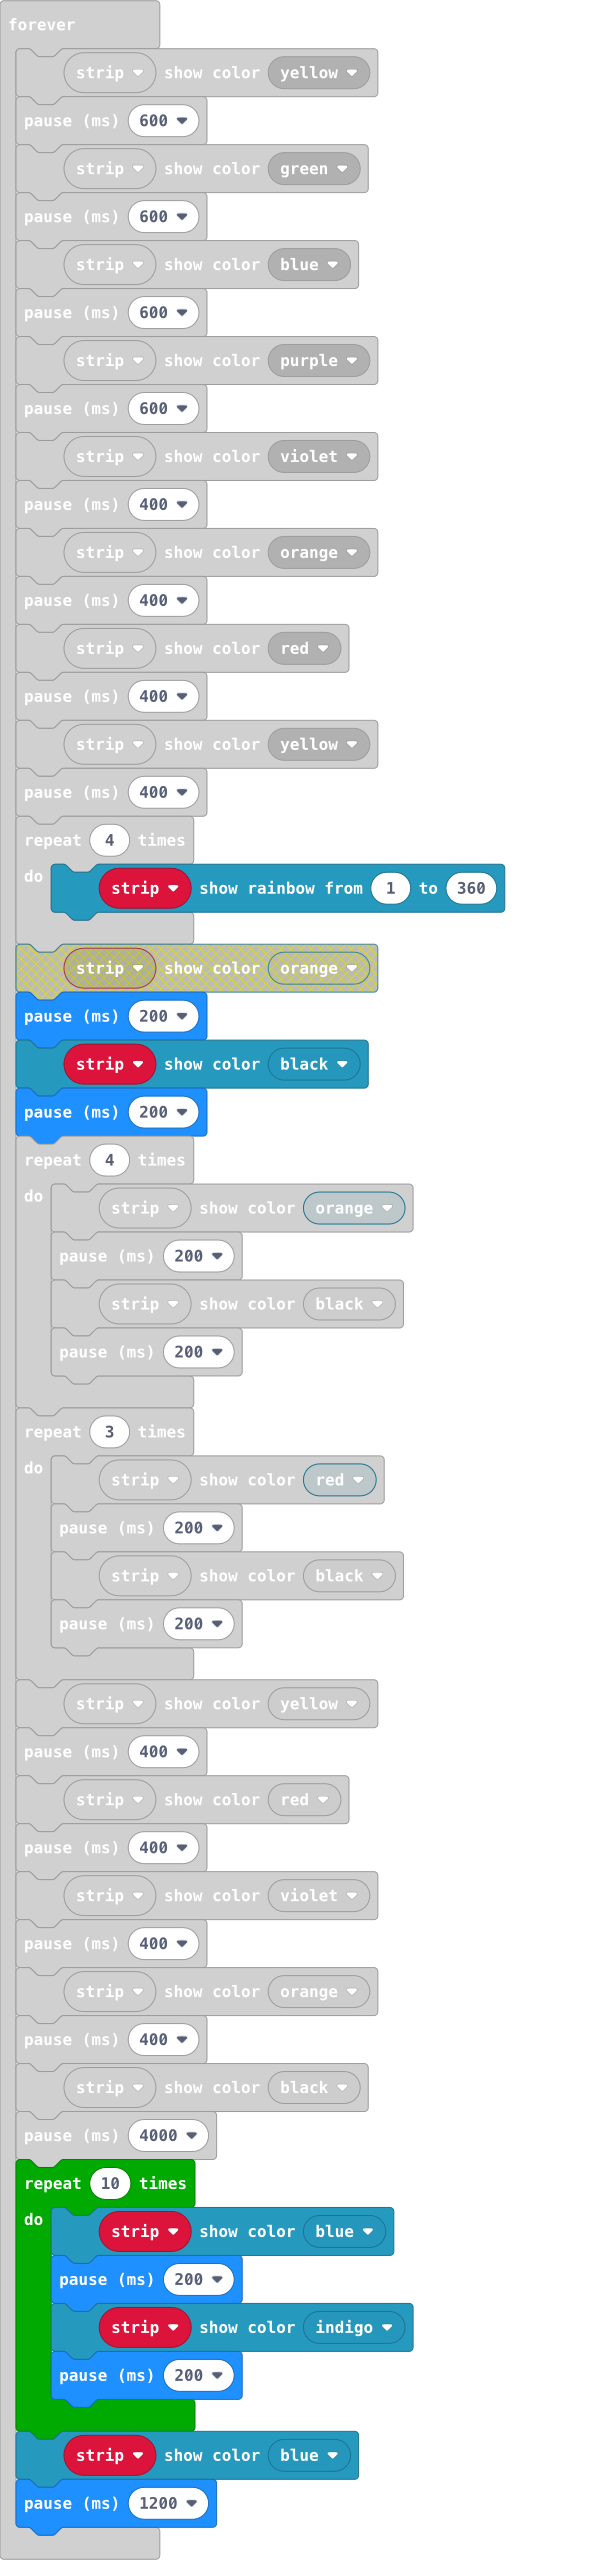 forever
strip show color yellow
pause (ms) 600
strip show color green
pause (ms) 600
strip show color blue
pause (ms) 600
strip show color purple
pause (ms) 600
strip show color violet
pause (ms) 400
strip show color orange
pause (ms) 400
strip show color red
pause (ms) 400
strip show color yellow
pause (ms) 400
repeat 4 times
do
strip show rainbow from 1 to 360
strip show color orange
pause (ms) 200
strip show color black
pause (ms) 200
repeat 4 times
do
strip show color orange
pause (ms) 200
strip show color black
pause (ms) 200
repeat 3 times
do
strip show color red
pause (ms) 200
strip show color black
pause (ms) 200
strip show color yellow
pause (ms) 400
strip show color red
pause (ms) 400
strip show color violet
pause (ms) 400
strip show color orange
pause (ms) 400
strip show color black
pause (ms) 4000
repeat 10 times
do
strip show color blue
pause (ms) 200
strip show color indigo
pause (ms) 200
strip show color blue
pause (ms) 1200